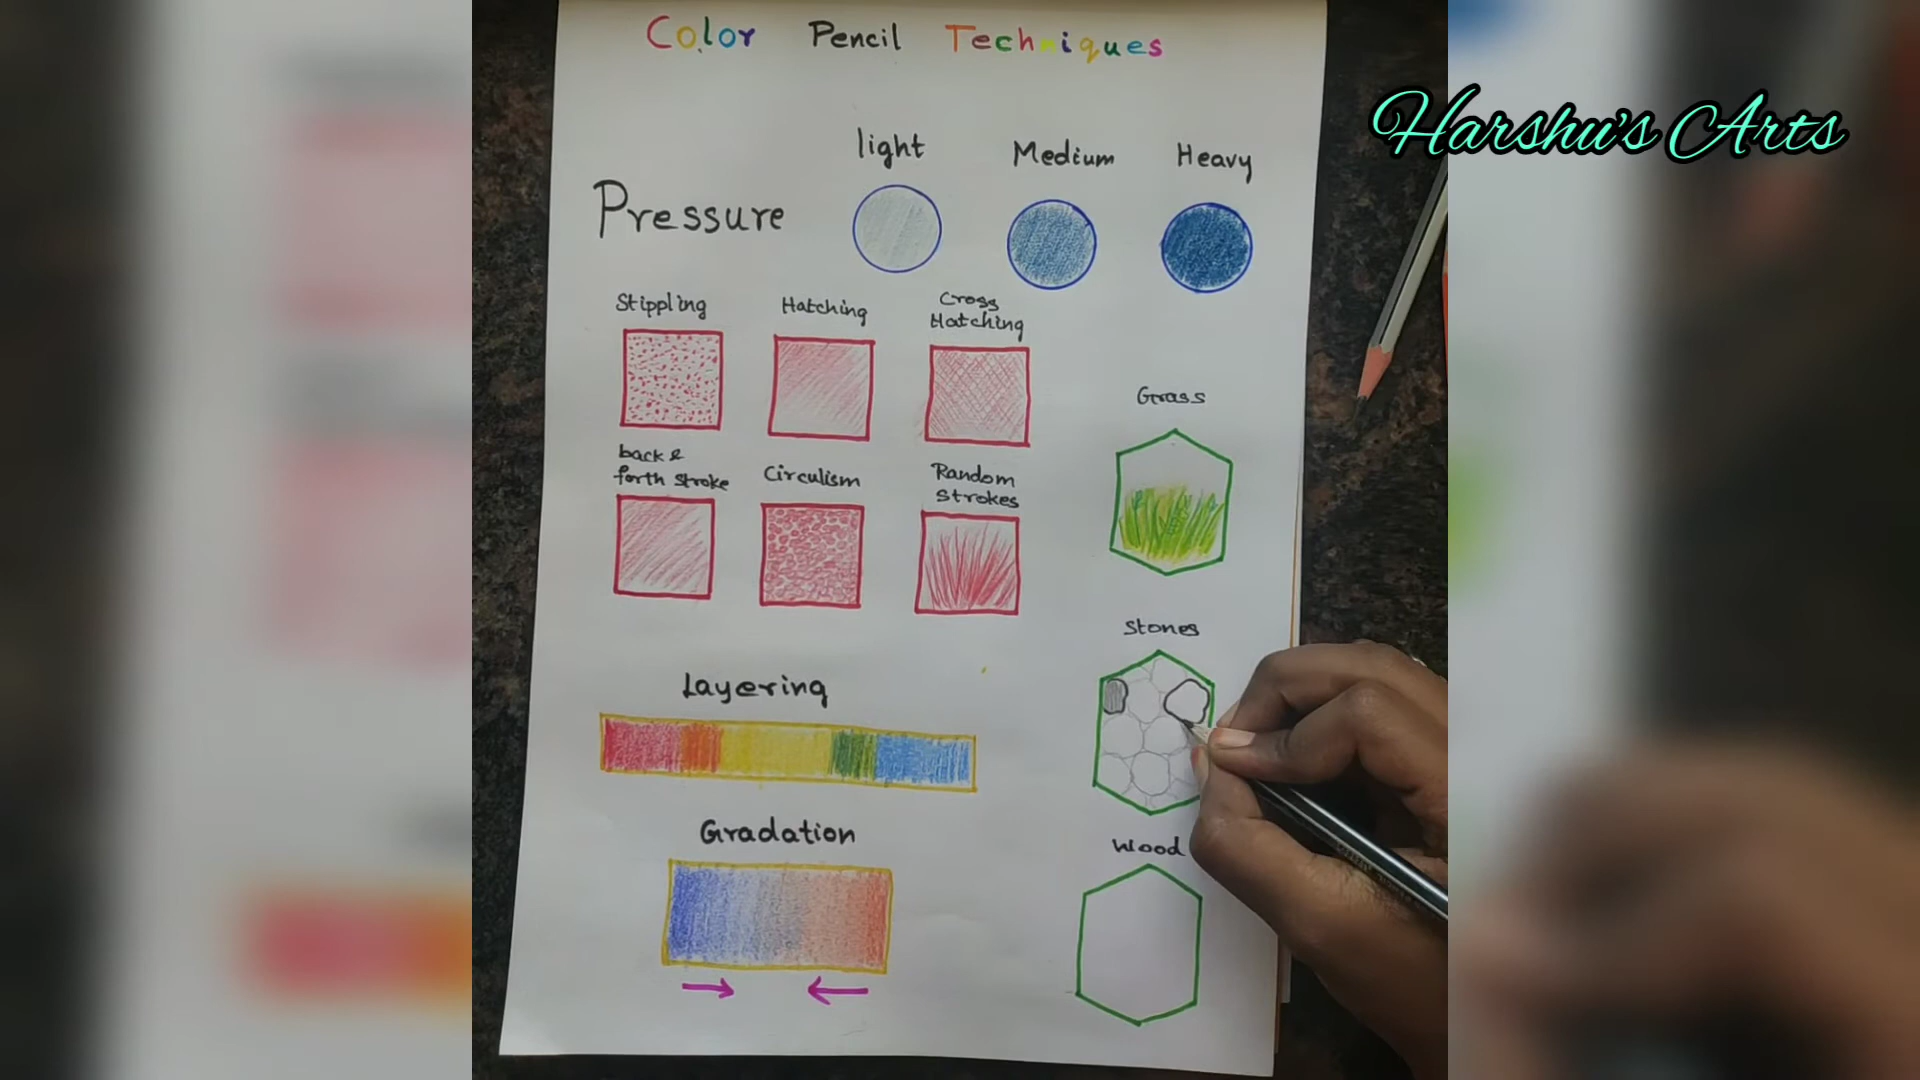 Color Pencil Techniques
Harshu's Arts
light Medium Heavy
Pressure
Stippling Hatching Cross
Hatching
Grass
back &
forth stroke Circulism Random
Strokes
Stones
Layering
Gradation
Wood